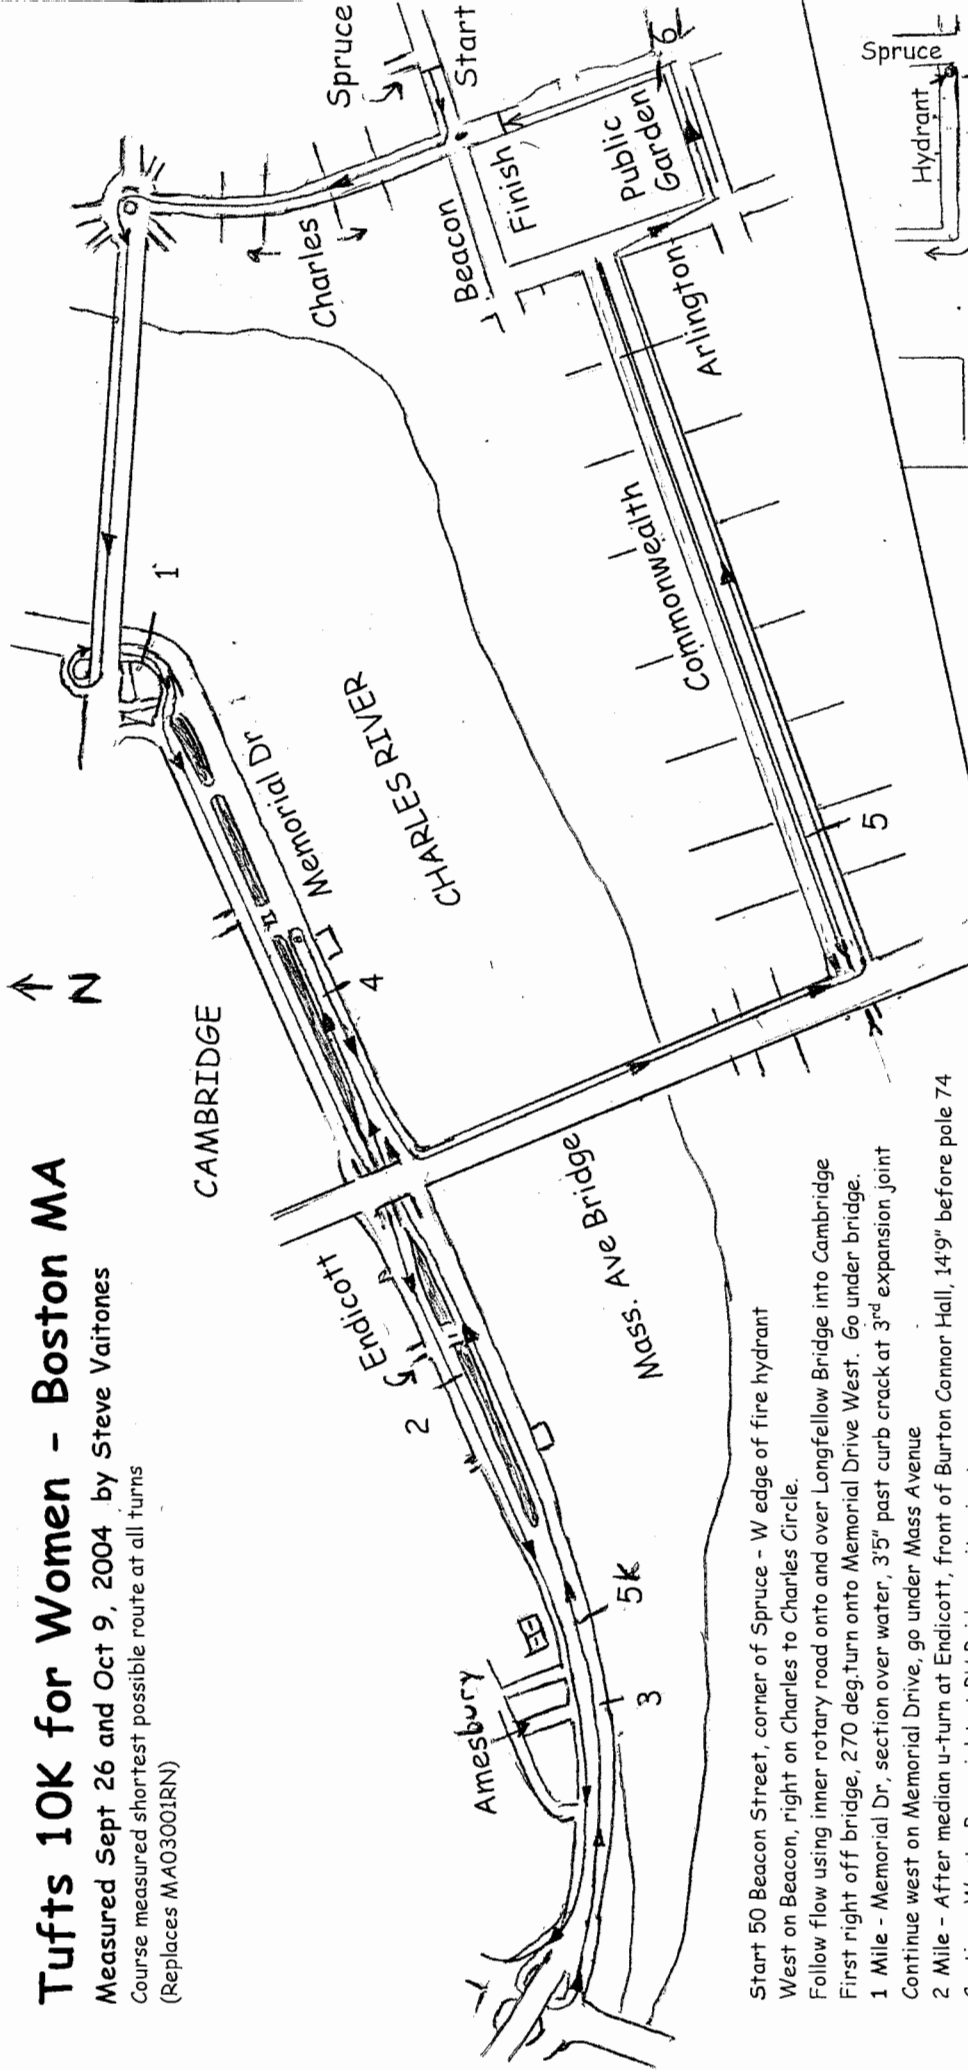 Tufts 10K for Women - Boston MA
Measured Sept 26 and Oct 9, 2004 by Steve Vaitones
Course measured shortest possible route at all turns
(Replaces MA03001RN)
N
CAMBRIDGE
1
Memorial Dr
CHARLES RIVER
4
Endicott
2
Mass. Ave Bridge
Amesbury
5K
3
Spruce
Start
Charles
Beacon
Finish
Public
Garden
6
Arlington
Commonwealth
5
Spruce
Hydrant
Start 50 Beacon Street, corner of Spruce - W edge of fire hydrant
West on Beacon, right on Charles to Charles Circle.
Follow flow using inner rotary road onto and over Longfellow Bridge into Cambridge
First right off bridge, 270 deg.turn onto Memorial Drive West. Go under bridge.
1 Mile - Memorial Dr, section over water, 3'5" past curb crack at 3rd expansion joint
Continue west on Memorial Drive, go under Mass Avenue
2 Mile - After median u-turn at Endicott, front of Burton Connor Hall, 14'9" before pole 74